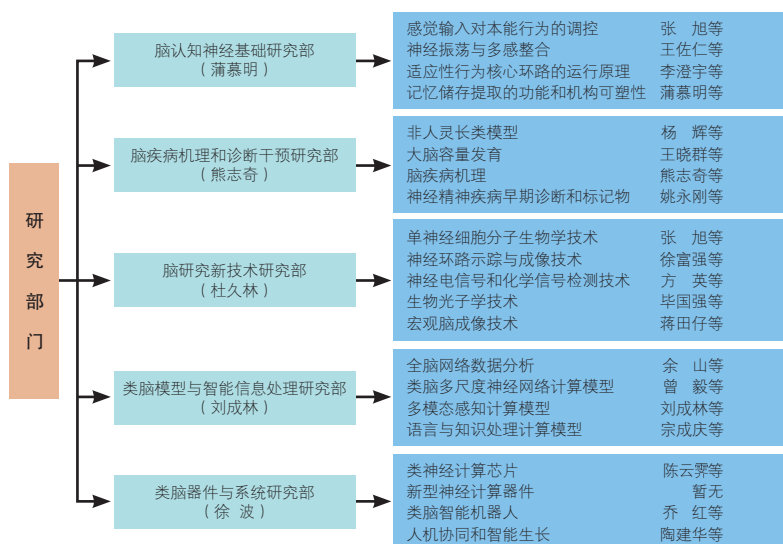 研究部门
脑认知神经基础研究部
（蒲慕明）
感觉输入对本能行为的调控 张 旭等
神经振荡与多感整合 王佐仁等
适应性行为核心环路的运行原理 李澄宇等
记忆储存提取的功能和机构可塑性 蒲慕明等
脑疾病机理和诊断干预研究部
（熊志奇）
非人灵长类模型 杨 辉等
大脑容量发育 王晓群等
脑疾病机理 熊志奇等
神经精神疾病早期诊断和标记物 姚永刚等
脑研究新技术研究部
（杜久林）
单神经细胞分子生物学技术 张 旭等
神经环路示踪与成像技术 徐富强等
神经电信号和化学信号检测技术 方 英等
生物光子学技术 毕国强等
宏观脑成像技术 蒋田仔等
类脑模型与智能信息处理研究部
（刘成林）
全脑网络数据分析 余 山等
类脑多尺度神经网络计算模型 曾 毅等
多模态感知计算模型 刘成林等
语言与知识处理计算模型 宗成庆等
类脑器件与系统研究部
（徐 波）
类神经计算芯片 陈云霁等
新型神经计算器件 暂无
类脑智能机器人 乔 红等
人机协同和智能生长 陶建华等